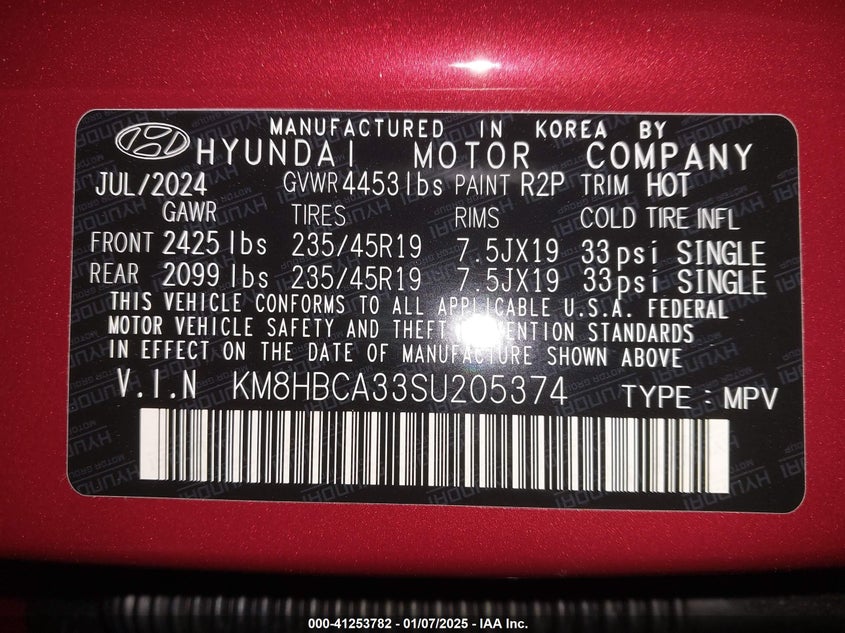 MANUFACTURED IN KOREA BY
HYUNDAI MOTOR COMPANY
JUL/2024 GVWR 4453lbs PAINT R2P TRIM HOT
GAWR TIRES RIMS COLD TIRE INFL
FRONT 2425lbs 235/45R19 7.5JX19 33psi SINGLE
REAR 2099lbs 235/45R19 7.5JX19 33psi SINGLE
THIS VEHICLE CONFORMS TO ALL APPLICABLE U.S.A. FEDERAL
MOTOR VEHICLE SAFETY AND THEFT STANDARDS
IN EFFECT ON THE DATE OF MANUFACTURE SHOWN ABOVE
V.I.N KM8HBCA33SU205374 TYPE : MPV
000-41253782 — 01/07/2025 — IAA Inc.